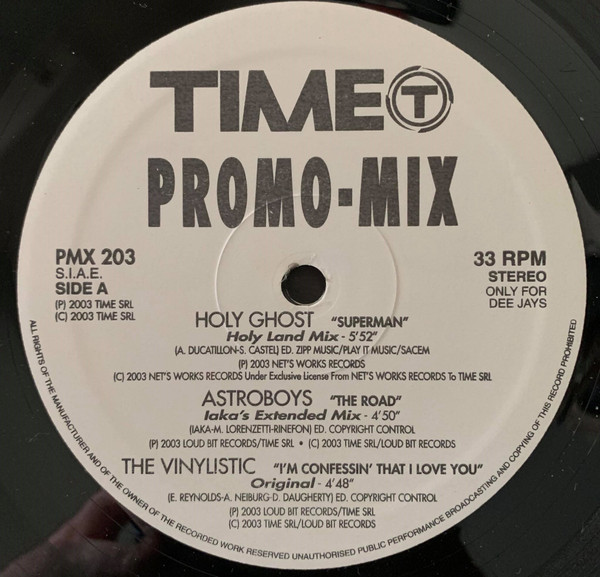 TIME T
PROMO-MIX
PMX 203
S.I.A.E.
SIDE A
(P) 2003 TIME SRL
(C) 2003 TIME SRL
33 RPM
STEREO
ONLY FOR
DEE JAYS
HOLY GHOST "SUPERMAN"
Holy Land Mix - 5'52"
(A. DUCATILLON-S. CASTEL) ED. ZIPP MUSIC/PLAY IT MUSIC/SACEM
(P) 2003 NET'S WORKS RECORDS
(C) 2003 NET'S WORKS RECORDS Under Exclusive License From NET'S WORKS RECORDS To TIME SRL
ASTROBOYS "THE ROAD"
Iaka's Extended Mix - 4'50"
(IAKA-M. LORENZETTI-RINEFON) ED. COPYRIGHT CONTROL
(P) 2003 LOUD BIT RECORDS/TIME SRL • (C) 2003 TIME SRL/LOUD BIT RECORDS
THE VINYLISTIC "I'M CONFESSIN' THAT I LOVE YOU"
Original - 4'48"
(E. REYNOLDS-A. NEIBURG-D. DAUGHERTY) ED. COPYRIGHT CONTROL
(P) 2003 LOUD BIT RECORDS/TIME SRL
(C) 2003 TIME SRL/LOUD BIT RECORDS
ALL RIGHTS OF THE MANUFACTURER AND OF THE OWNER OF THE RECORDED WORK RESERVED UNAUTHORISED PUBLIC PERFORMANCE BROADCASTING AND COPYING OF THIS RECORD PROHIBITED